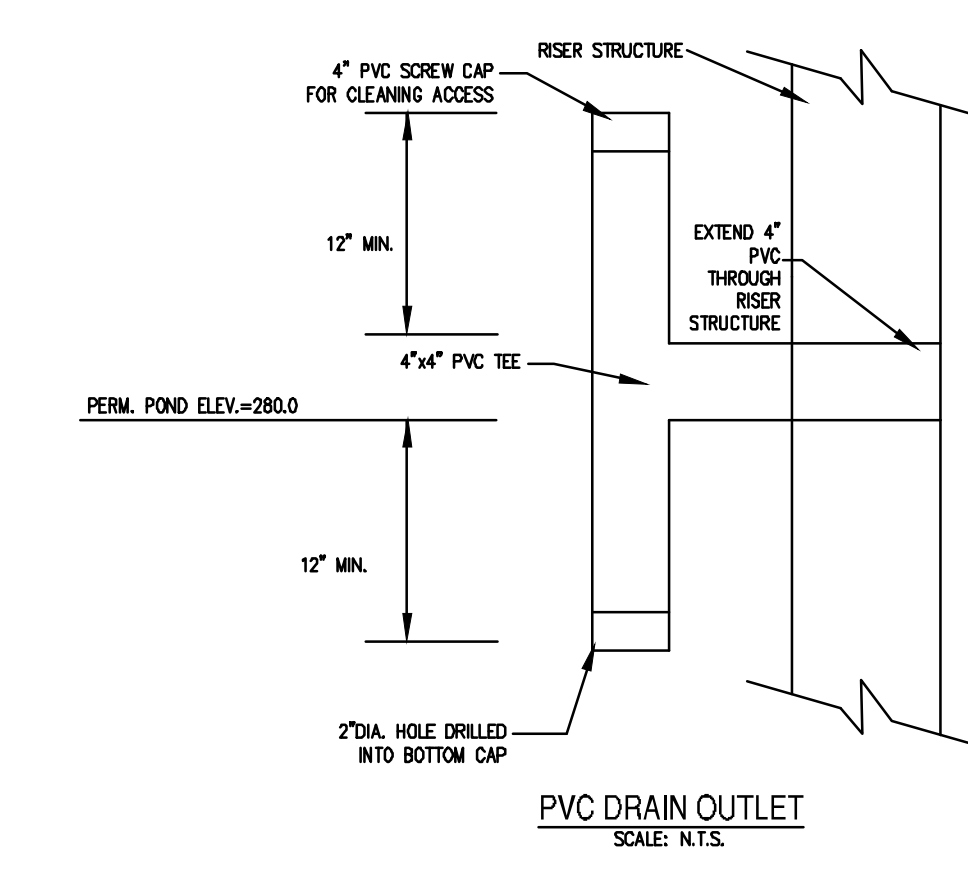 RISER STRUCTURE
4" PVC SCREW CAP
FOR CLEANING ACCESS
12" MIN.
EXTEND 4"
PVC
THROUGH
RISER
STRUCTURE
4"x4" PVC TEE
PERM. POND ELEV.=280.0
12" MIN.
2"DIA. HOLE DRILLED
INTO BOTTOM CAP
PVC DRAIN OUTLET
SCALE: N.T.S.